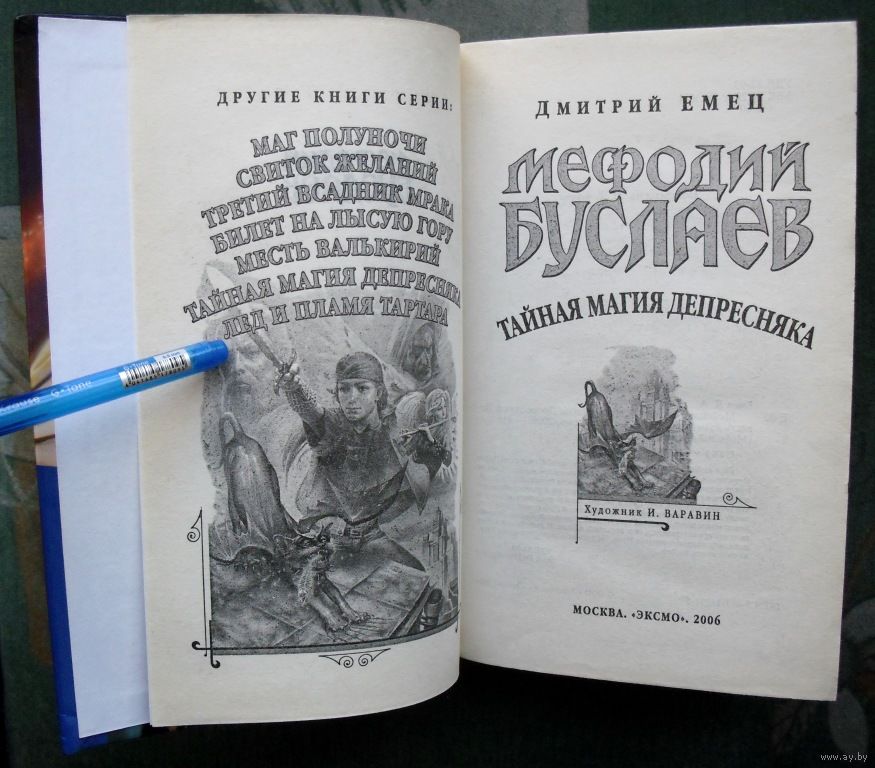 ДРУГИЕ КНИГИ СЕРИИ:
МАГ ПОЛУНОЧИ
СВИТОК ЖЕЛАНИЙ
ТРЕТИЙ ВСАДНИК МРАКА
БИЛЕТ НА ЛЫСУЮ ГОРУ
МЕСТЬ ВАЛЬКИРИЙ
ТАЙНАЯ МАГИЯ ДЕПРЕСНЯКА
ЛЕД И ПЛАМЯ ТАРТАРА
G-Tone
ДМИТРИЙ ЕМЕЦ
МЕФОДИЙ
БУСЛАЕВ
ТАЙНАЯ МАГИЯ ДЕПРЕСНЯКА
Художник И. ВАРАВИН
МОСКВА. «ЭКСМО». 2006
www.ay.by